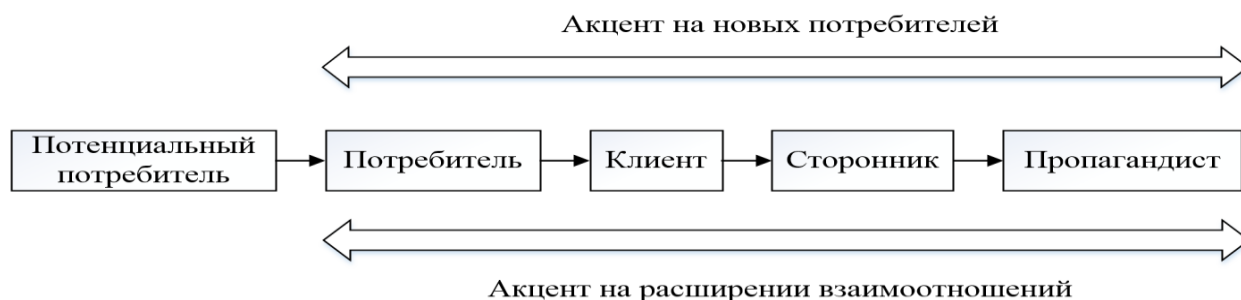 Акцент на новых потребителей
Потенциальный
потребитель
Потребитель
Клиент
Сторонник
Пропагандист
Акцент на расширении взаимоотношений